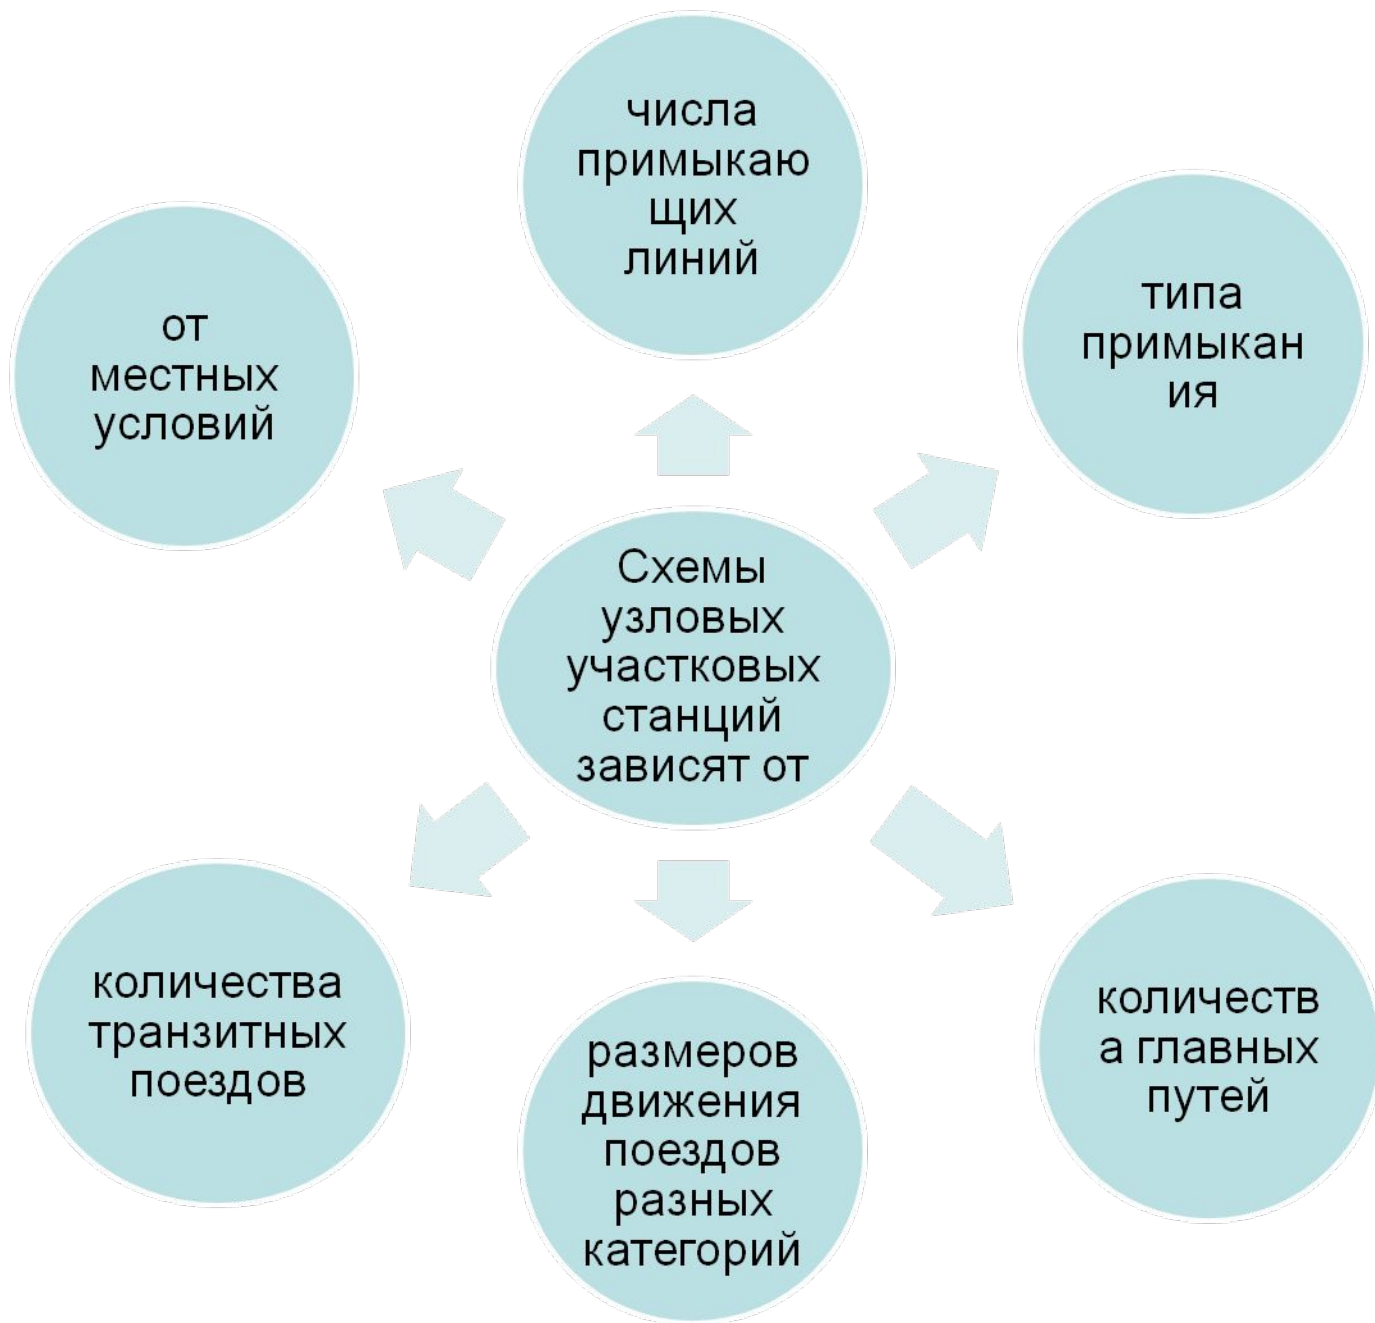 числа
примыкаю
щих
линий
типа
примыкан
ия
от
местных
условий
Схемы
узловых
участковых
станций
зависят от
количества
транзитных
поездов
размеров
движения
поездов
разных
категорий
количеств
а главных
путей